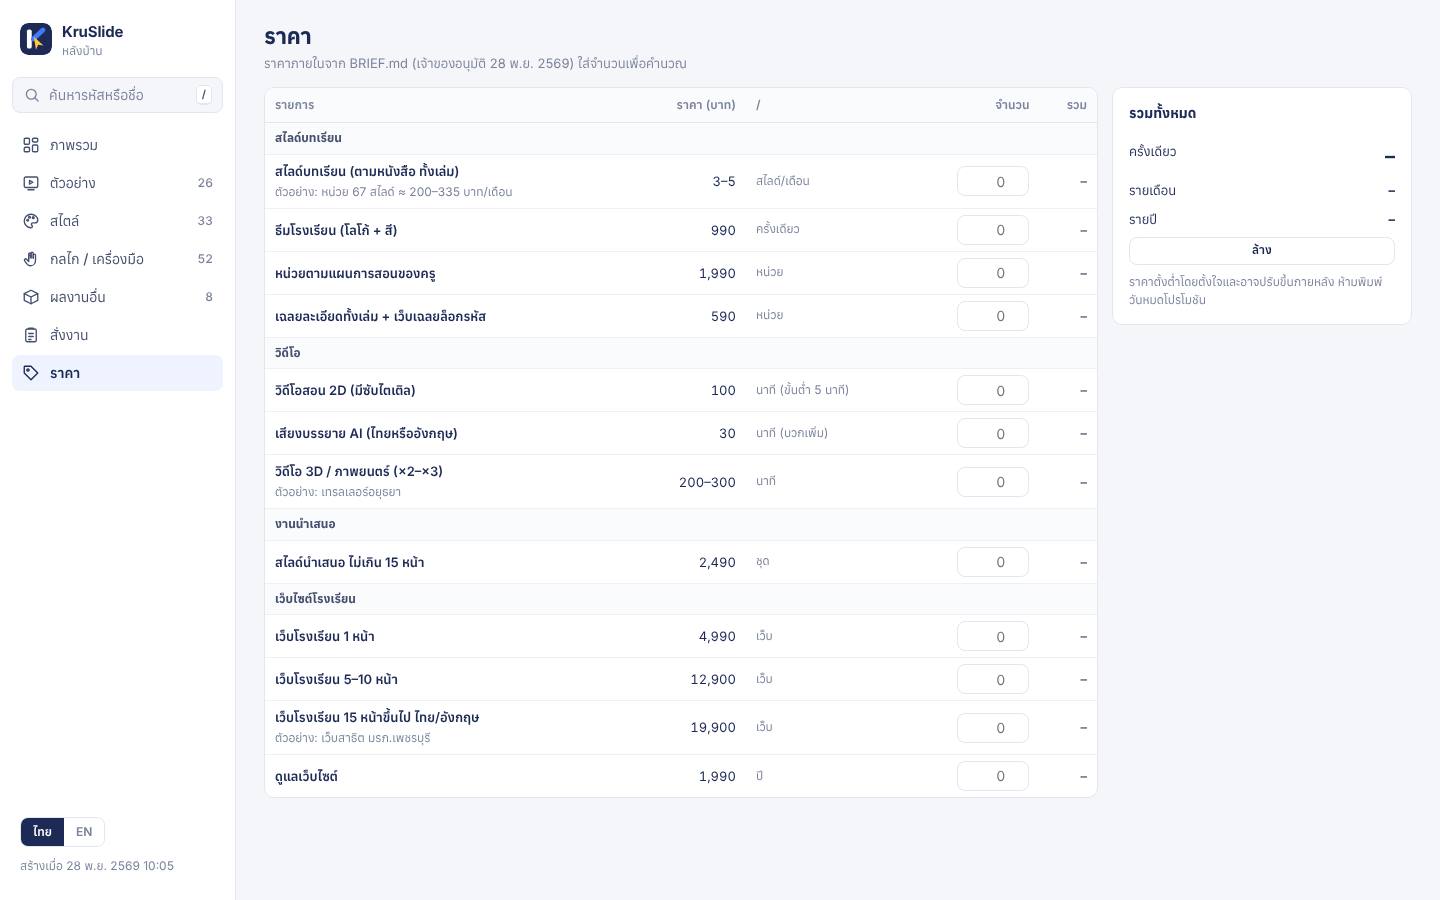 KruSlide
หลังบ้าน
ค้นหารหัสหรือชื่อ /
ภาพรวม
ตัวอย่าง 26
สไตล์ 33
กลไก / เครื่องมือ 52
ผลงานอื่น 8
สั่งงาน
ราคา
ไทย EN
สร้างเมื่อ 28 พ.ย. 2569 10:05
ราคา
ราคาภายในจาก BRIEF.md (เจ้าของอนุมัติ 28 พ.ย. 2569) ใส่จำนวนเพื่อคำนวณ
รายการ ราคา (บาท) / จำนวน รวม
สไลด์บทเรียน
สไลด์บทเรียน (ตามหนังสือ ทั้งเล่ม) 3–5 สไลด์/เดือน 0 –
ตัวอย่าง: หน่วย 67 สไลด์ ≈ 200–335 บาท/เดือน
ธีมโรงเรียน (โลโก้ + สี) 990 ครั้งเดียว 0 –
หน่วยตามแผนการสอนของครู 1,990 หน่วย 0 –
เฉลยละเอียดทั้งเล่ม + เว็บเฉลยล็อกรหัส 590 หน่วย 0 –
วิดีโอ
วิดีโอสอน 2D (มีซับไตเติล) 100 นาที (ขั้นต่ำ 5 นาที) 0 –
เสียงบรรยาย AI (ไทยหรืออังกฤษ) 30 นาที (บวกเพิ่ม) 0 –
วิดีโอ 3D / ภาพยนตร์ (×2–×3) 200–300 นาที 0 –
ตัวอย่าง: เทรลเลอร์อยุธยา
งานนำเสนอ
สไลด์นำเสนอ ไม่เกิน 15 หน้า 2,490 ชุด 0 –
เว็บไซต์โรงเรียน
เว็บโรงเรียน 1 หน้า 4,990 เว็บ 0 –
เว็บโรงเรียน 5–10 หน้า 12,900 เว็บ 0 –
เว็บโรงเรียน 15 หน้าขึ้นไป ไทย/อังกฤษ 19,900 เว็บ 0 –
ตัวอย่าง: เว็บสาธิต มรภ.เพชรบุรี
ดูแลเว็บไซต์ 1,990 ปี 0 –
รวมทั้งหมด
ครั้งเดียว –
รายเดือน –
รายปี –
ล้าง
ราคาตั้งต่ำโดยตั้งใจและอาจปรับขึ้นภายหลัง ห้ามพิมพ์
วันหมดโปรโมชัน